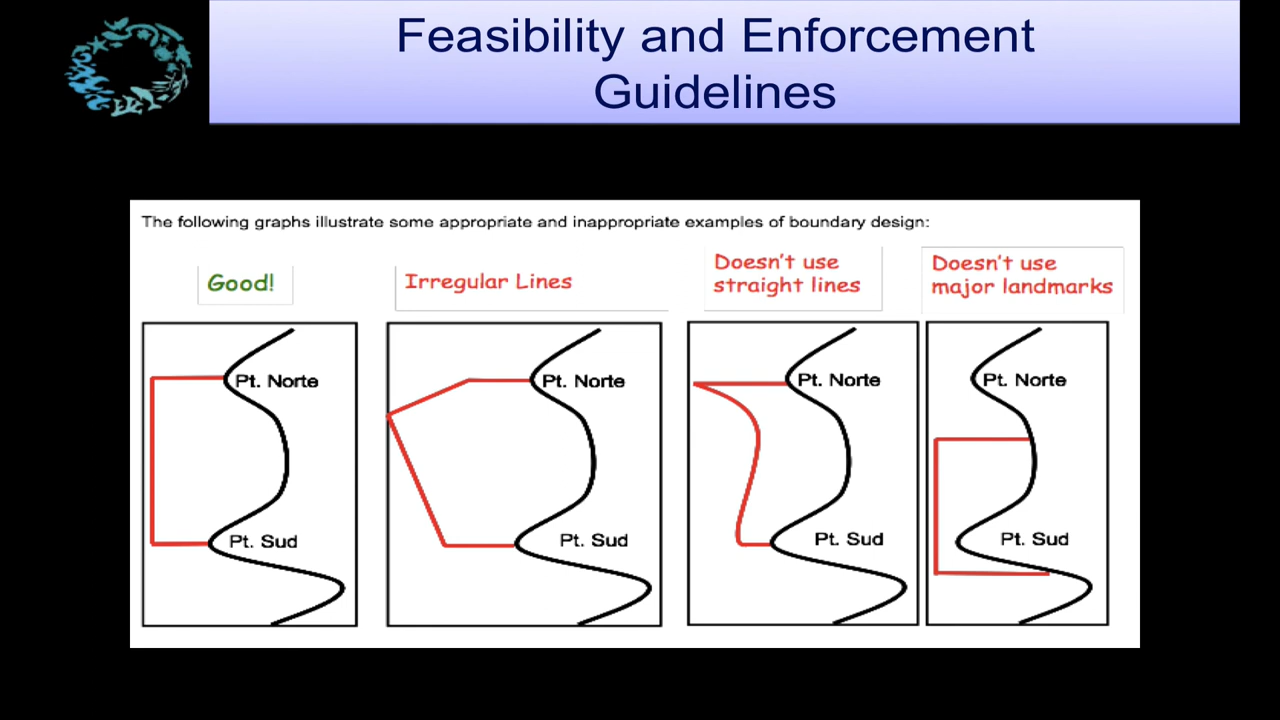 Feasibility and Enforcement
Guidelines
The following graphs illustrate some appropriate and inappropriate examples of boundary design:
Good!
Irregular Lines
Doesn't use
straight lines
Doesn't use
major landmarks
Pt. Norte
Pt. Sud
Pt. Norte
Pt. Sud
Pt. Norte
Pt. Sud
Pt. Norte
Pt. Sud